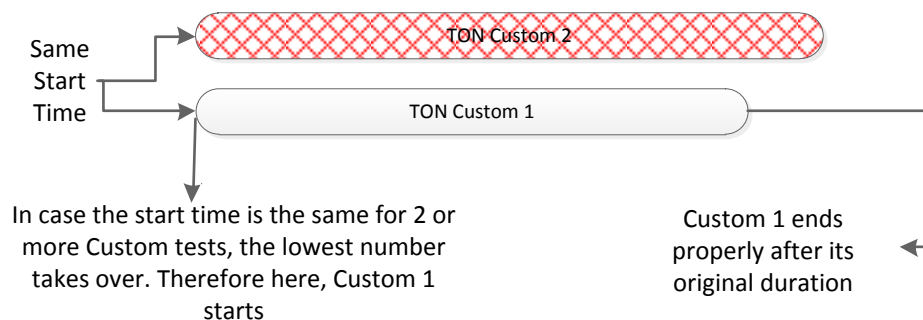 TON Custom 2
Same
Start
Time
TON Custom 1
In case the start time is the same for 2 or
more Custom tests, the lowest number
takes over. Therefore here, Custom 1
starts
Custom 1 ends
properly after its
original duration